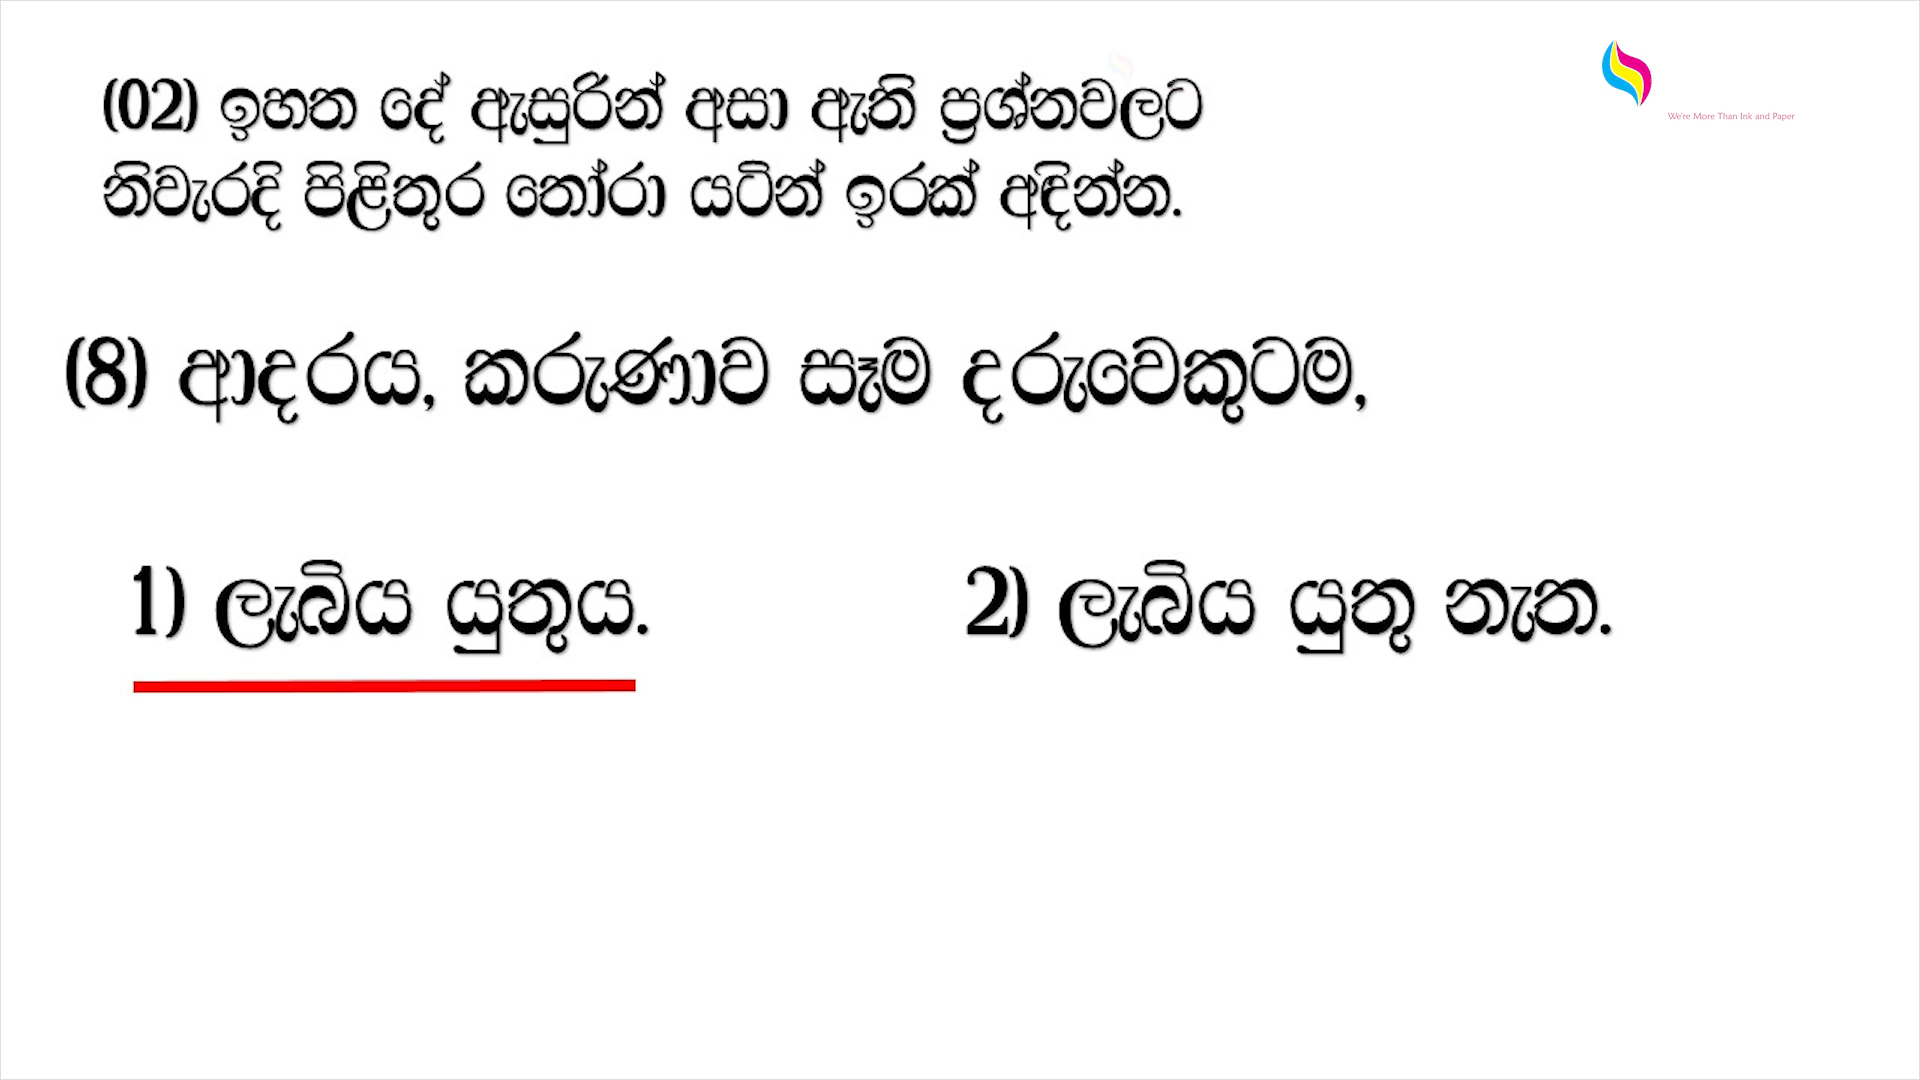 (02) ඉහත දේ ඇසුරින් අසා ඇති ප්‍රශ්නවලට
නිවැරදි පිළිතුර තෝරා යටින් ඉරක් අඳින්න.
We're More Than Ink and Paper
(8) ආදරය, කරුණාව සෑම දරුවෙකුටම,
1) ලැබිය යුතුය. 2) ලැබිය යුතු නැත.